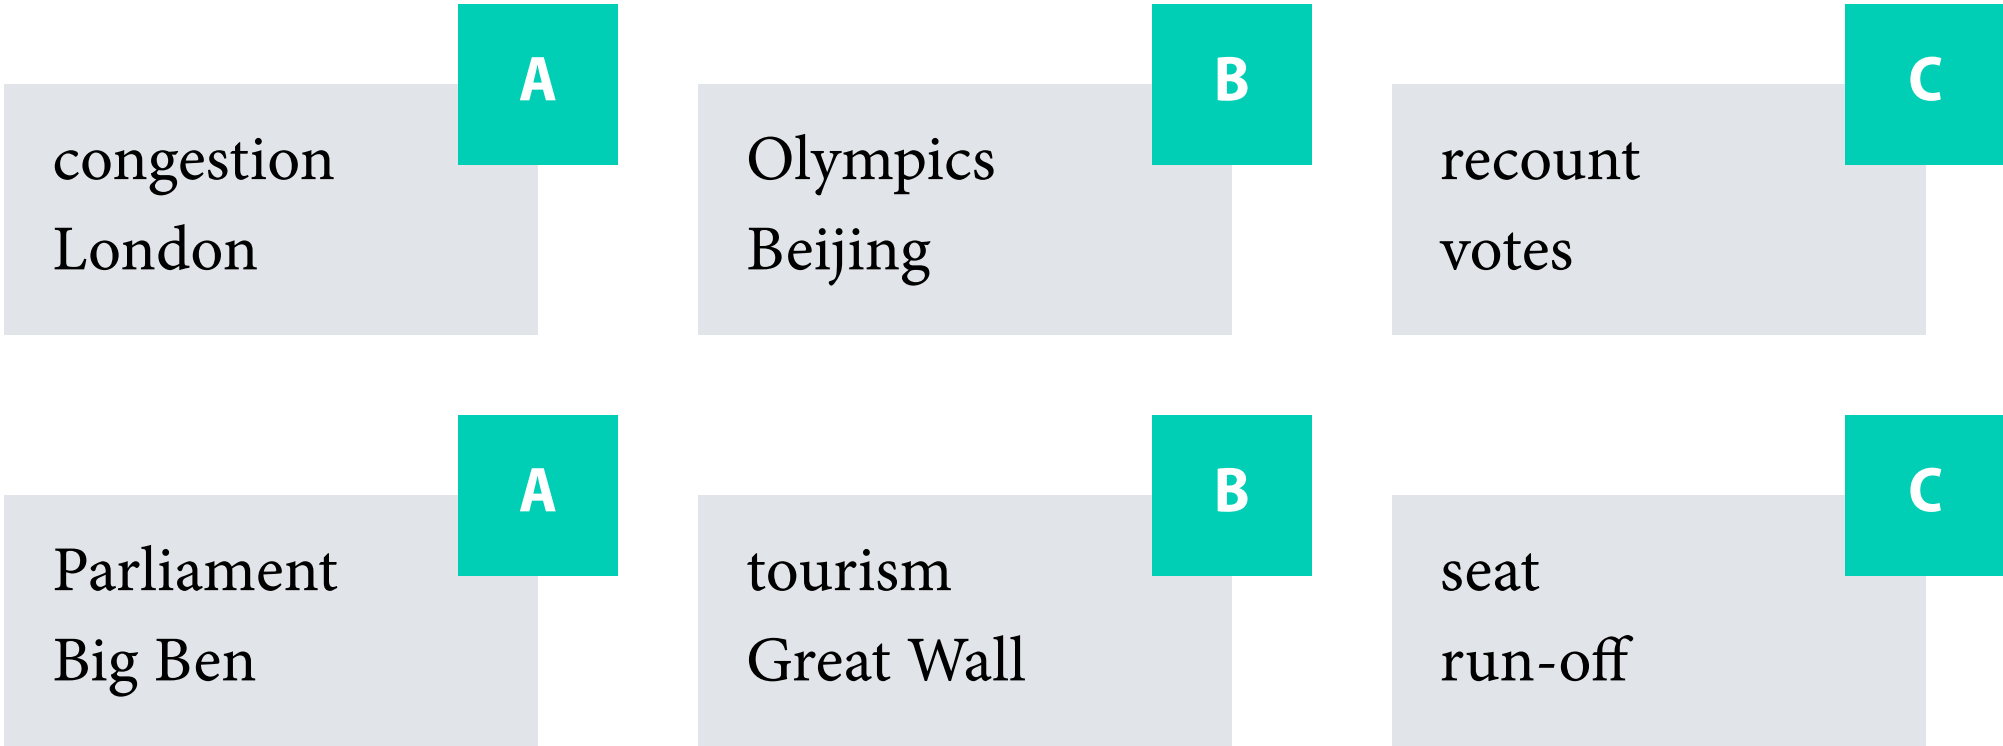 A
congestion
London
B
Olympics
Beijing
C
recount
votes
A
Parliament
Big Ben
B
tourism
Great Wall
C
seat
run-off